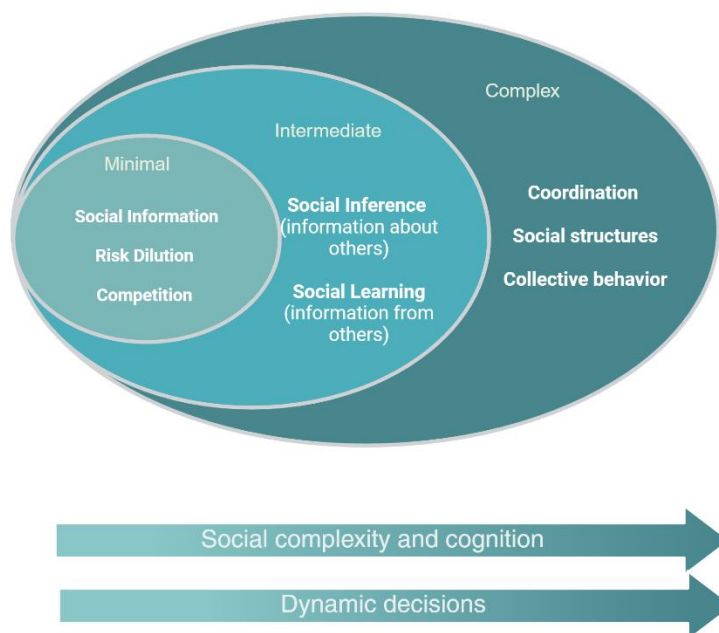 Complex
Intermediate
Minimal
Social Information
Risk Dilution
Competition
Social Inference
(information about
others)
Social Learning
(information from
others)
Coordination
Social structures
Collective behavior
Social complexity and cognition
Dynamic decisions